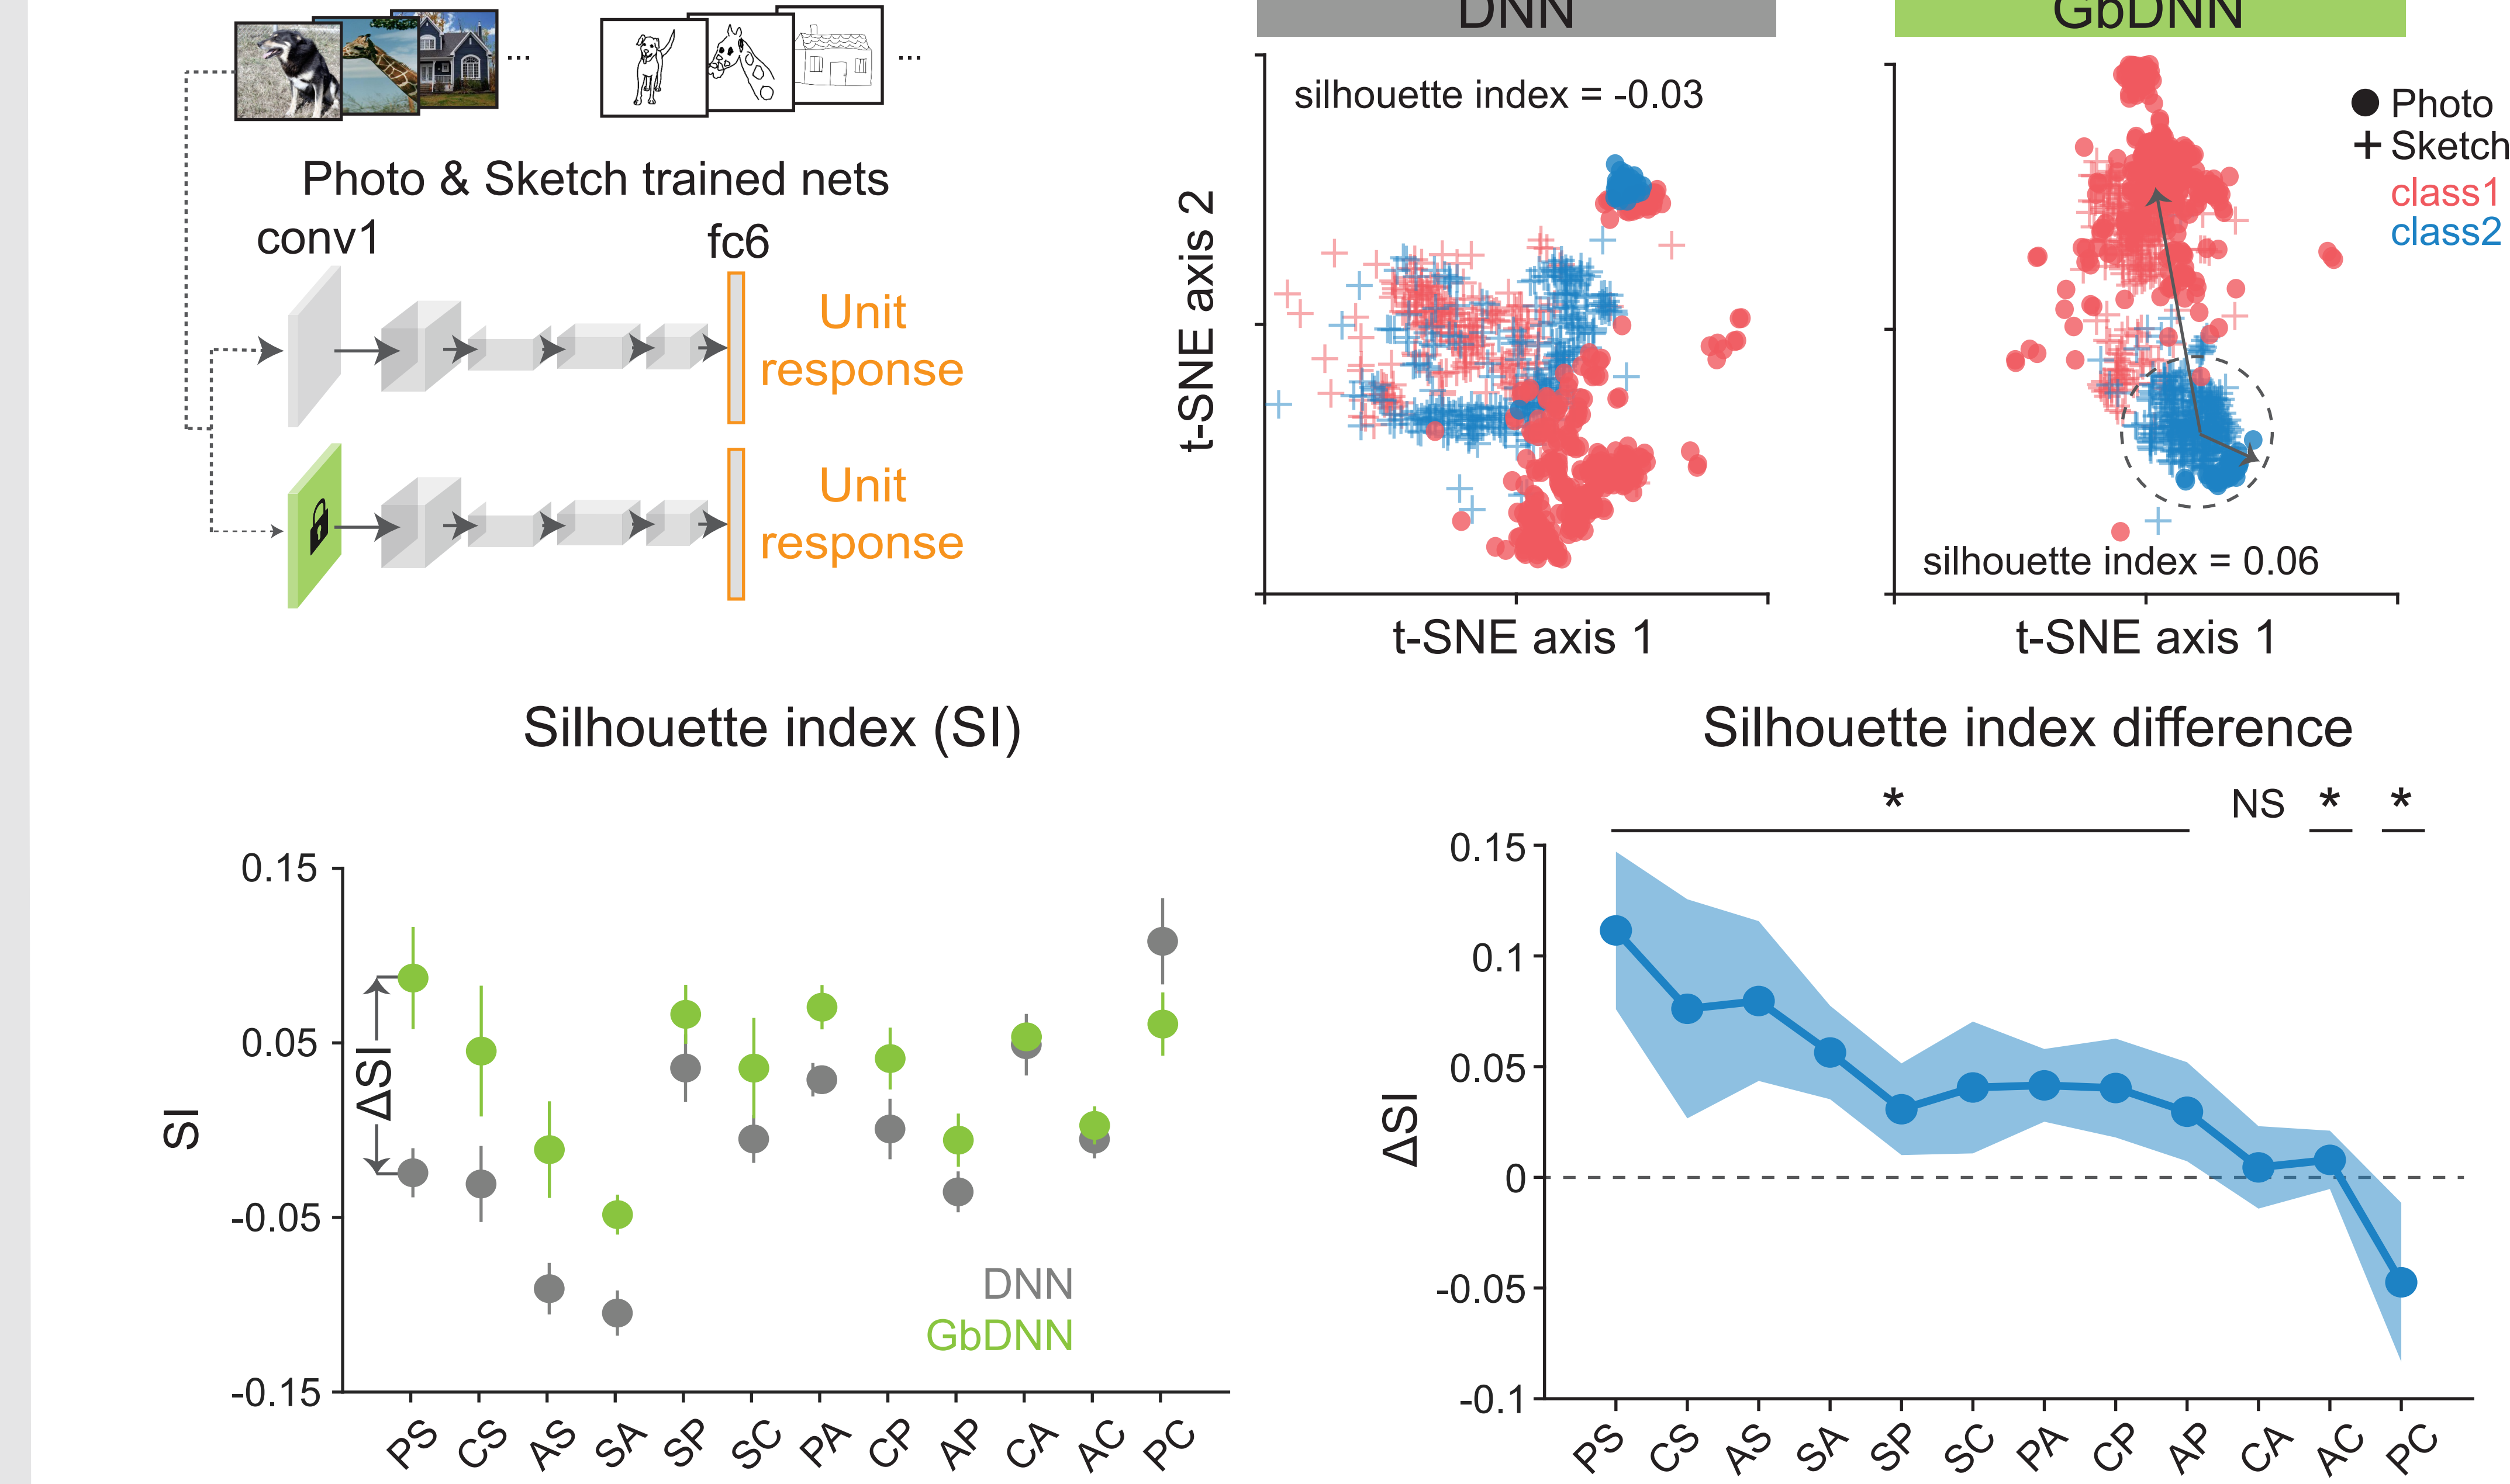 ... ...
Photo & Sketch trained nets
conv1 fc6
Unit
response
Unit
response
DNN
silhouette index = -0.03
t-SNE axis 2
t-SNE axis 1
GbDNN
Photo
Sketch
class1
class2
silhouette index = 0.06
t-SNE axis 1
Silhouette index (SI)
0.15
0.05
-0.05
-0.15
SI
ΔSI
DNN
GbDNN
PS CS AS SA SP SC PA CP AP CA AC PC
Silhouette index difference
* NS * *
0.15
0.1
0.05
0
-0.05
-0.1
ΔSI
PS CS AS SA SP SC PA CP AP CA AC PC